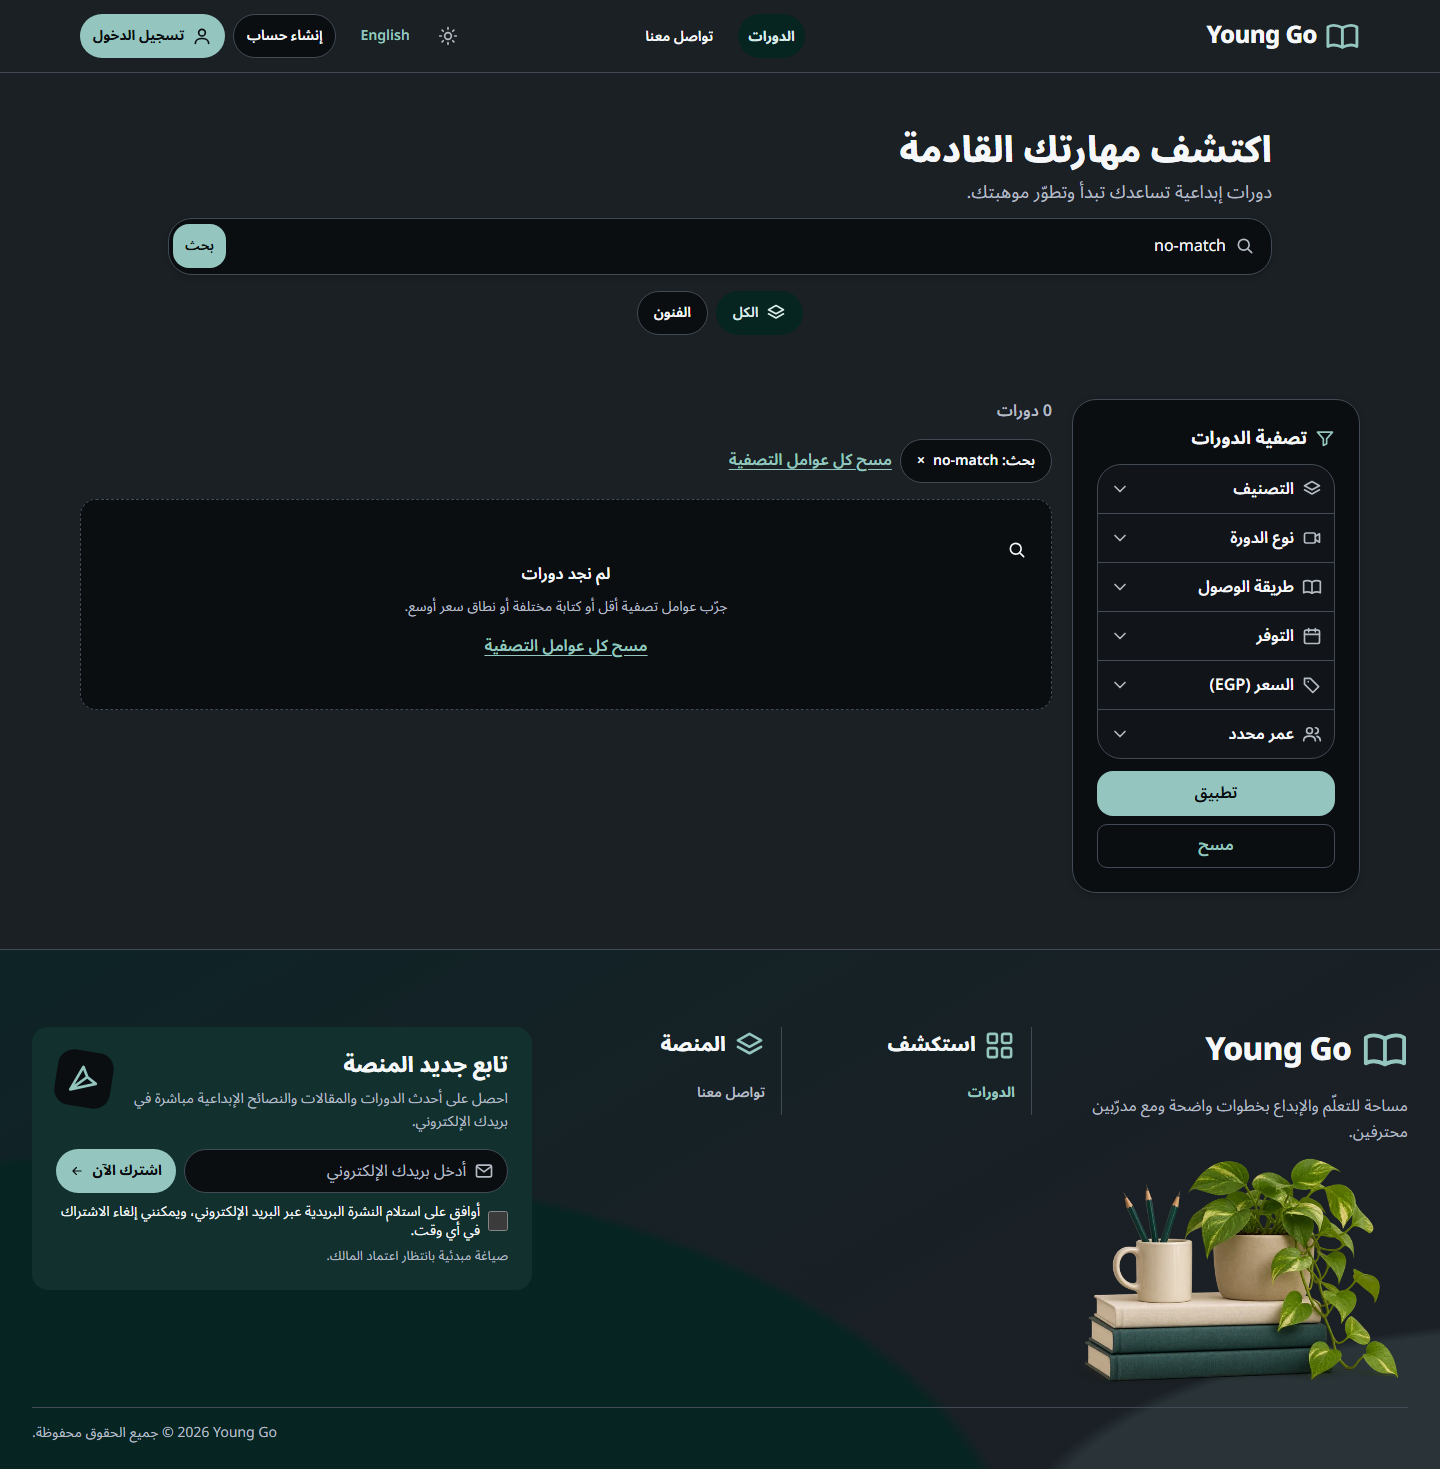 Young Go
الدورات
تواصل معنا
English
إنشاء حساب
تسجيل الدخول
اكتشف مهارتك القادمة
دورات إبداعية تساعدك تبدأ وتطوّر موهبتك.
no-match
بحث
الكل
الفنون
تصفية الدورات
التصنيف
نوع الدورة
طريقة الوصول
التوفر
السعر (EGP)
عمر محدد
تطبيق
مسح
0 دورات
بحث: no-match ×
مسح كل عوامل التصفية
لم نجد دورات
جرّب عوامل تصفية أقل أو كتابة مختلفة أو نطاق سعر أوسع.
مسح كل عوامل التصفية
Young Go
مساحة للتعلّم والإبداع بخطوات واضحة ومع مدرّبين
محترفين.
استكشف
الدورات
المنصة
تواصل معنا
تابع جديد المنصة
احصل على أحدث الدورات والمقالات والنصائح الإبداعية مباشرة في
بريدك الإلكتروني.
أدخل بريدك الإلكتروني
اشترك الآن ←
أوافق على استلام النشرة البريدية عبر البريد الإلكتروني، ويمكنني إلغاء الاشتراك
في أي وقت.
صياغة مبدئية بانتظار اعتماد المالك.
Young Go 2026 © جميع الحقوق محفوظة.